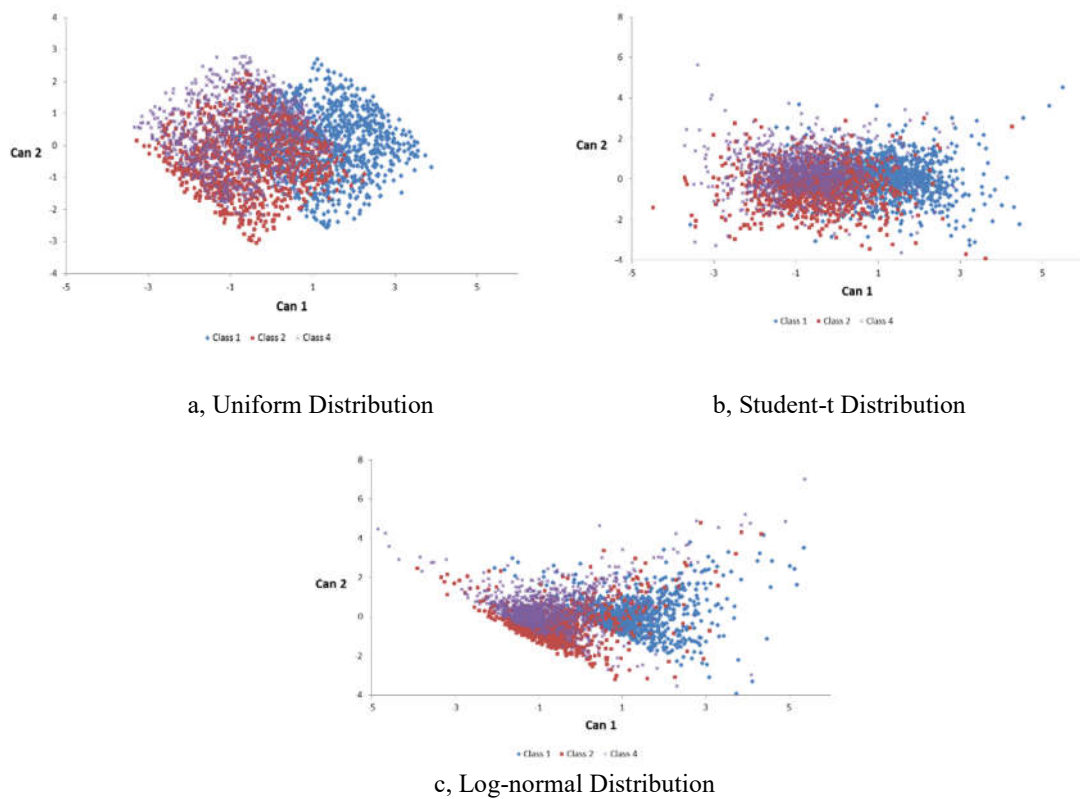 4
3
2
1
0
-1
-2
-3
-4
Can 2
-5 -3 -1 1 3 5
Can 1
Class 1 Class 2 Class 4
a, Uniform Distribution
8
6
4
2
0
-2
-4
Can 2
-5 -3 -1 1 3 5
Can 1
Class 1 Class 2 Class 4
b, Student-t Distribution
8
6
4
2
0
-2
4
Can 2
5 -3 -1 1 3 5
Can 1
Class 1 Class 2 Class 4
c, Log-normal Distribution